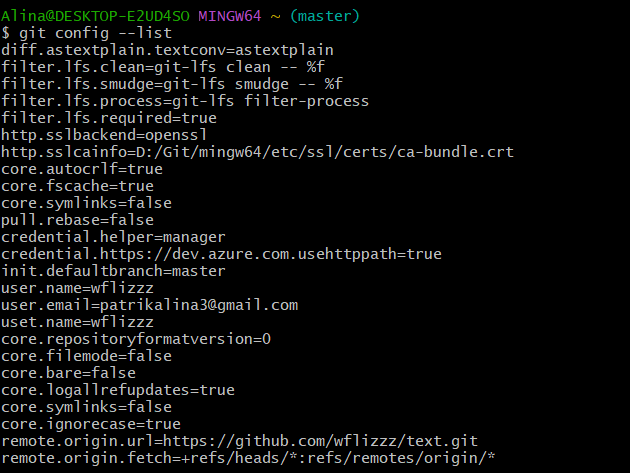 Alina@DESKTOP-E2UD4SO MINGW64 ~ (master)
$ git config --list
diff.astextplain.textconv=astextplain
filter.lfs.clean=git-lfs clean -- %f
filter.lfs.smudge=git-lfs smudge -- %f
filter.lfs.process=git-lfs filter-process
filter.lfs.required=true
http.sslbackend=openssl
http.sslcainfo=D:/Git/mingw64/etc/ssl/certs/ca-bundle.crt
core.autocrlf=true
core.fscache=true
core.symlinks=false
pull.rebase=false
credential.helper=manager
credential.https://dev.azure.com.usehttppath=true
init.defaultbranch=master
user.name=wflizzz
user.email=patrikalina3@gmail.com
uset.name=wflizzz
core.repositoryformatversion=0
core.filemode=false
core.bare=false
core.logallrefupdates=true
core.symlinks=false
core.ignorecase=true
remote.origin.url=https://github.com/wflizzz/text.git
remote.origin.fetch=+refs/heads/*:refs/remotes/origin/*